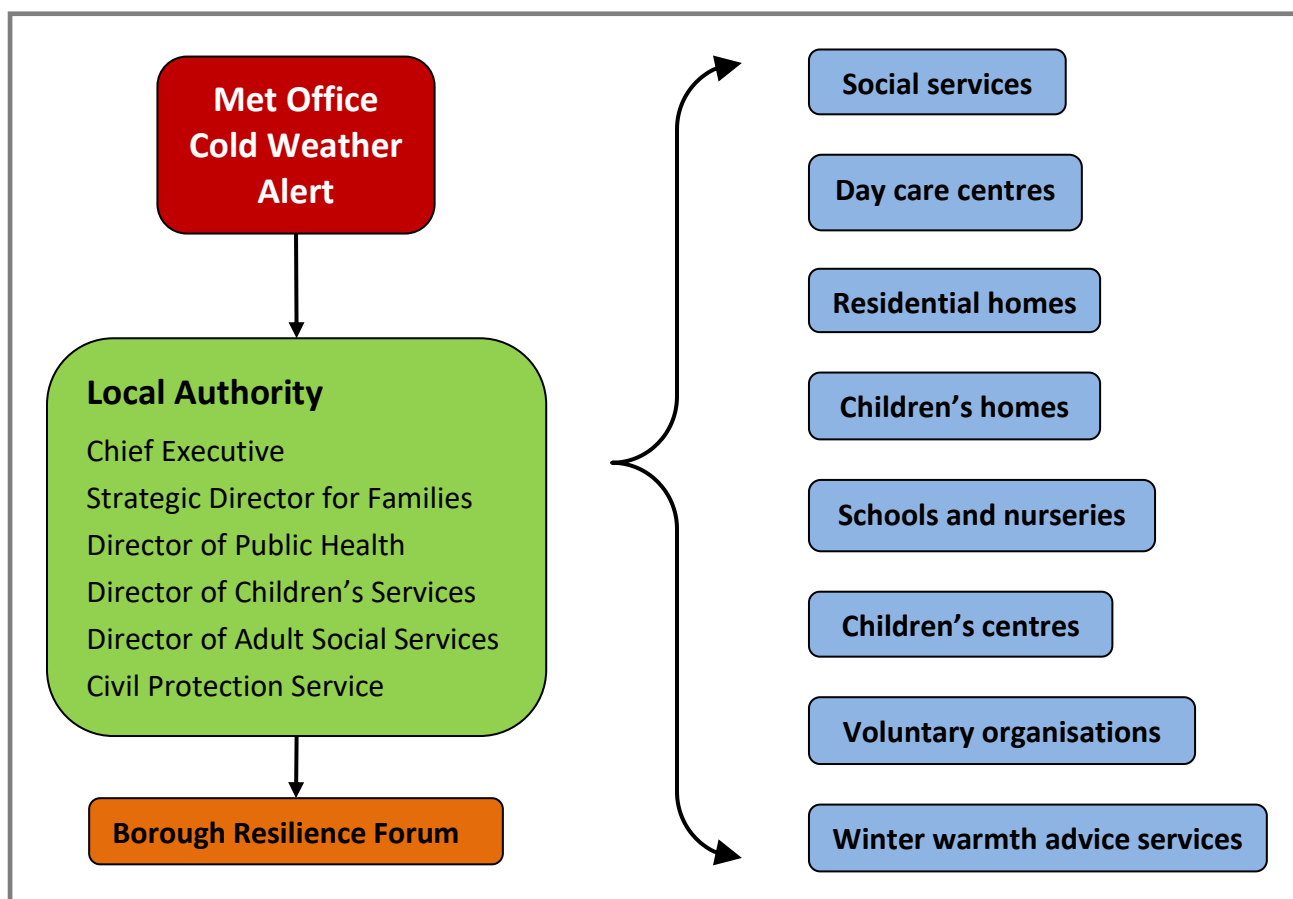 Met Office
Cold Weather
Alert
Local Authority
Chief Executive
Strategic Director for Families
Director of Public Health
Director of Children’s Services
Director of Adult Social Services
Civil Protection Service
Borough Resilience Forum
Social services
Day care centres
Residential homes
Children’s homes
Schools and nurseries
Children’s centres
Voluntary organisations
Winter warmth advice services